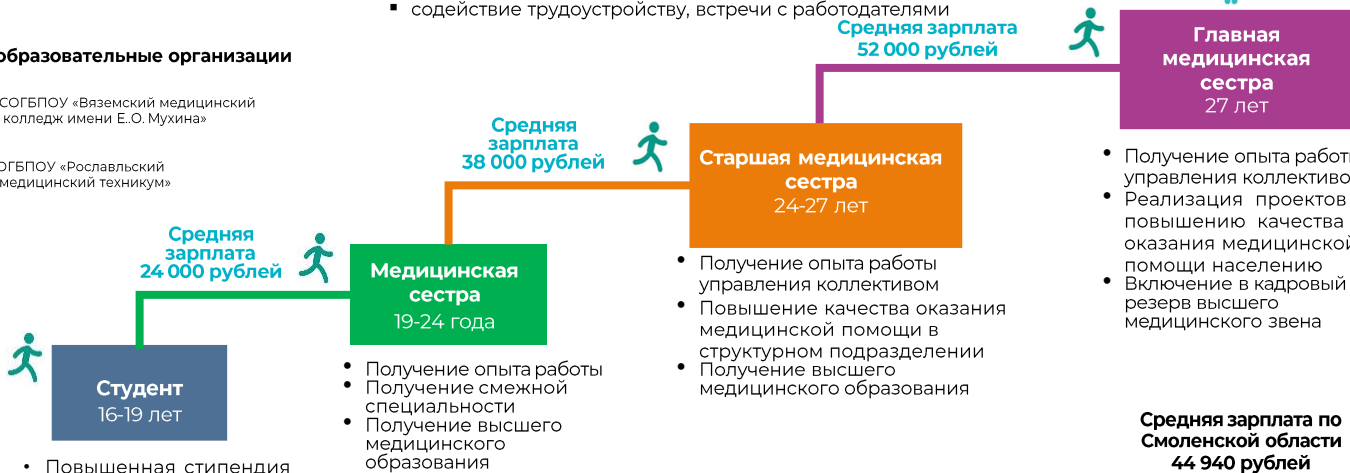 содействие трудоустройству, встречи с работодателями
образовательные организации
СОГБПОУ «Вяземский медицинский
колледж имени Е..О. Мухина»
ОГБПОУ «Рославльский
медицинский техникум»
Средняя зарплата
52 000 рублей
Главная
медицинская
сестра
27 лет
• Получение опыта работы
управления коллективо
• Реализация проектов
повышению качества
оказания медицинской
помощи населению
• Включение в кадровый
резерв высшего
медицинского звена
Средняя
зарплата
38 000 рублей
Старшая медицинская
сестра
24-27 лет
• Получение опыта работы
управления коллективом
• Повышение качества оказания
медицинской помощи в
структурном подразделении
• Получение высшего
медицинского образования
Средняя
зарплата
24 000 рублей
Медицинская
сестра
19-24 года
• Получение опыта работы
• Получение смежной
специальности
• Получение высшего
медицинского
образования
Студент
16-19 лет
• Повышенная стипендия
Средняя зарплата по
Смоленской области
44 940 рублей